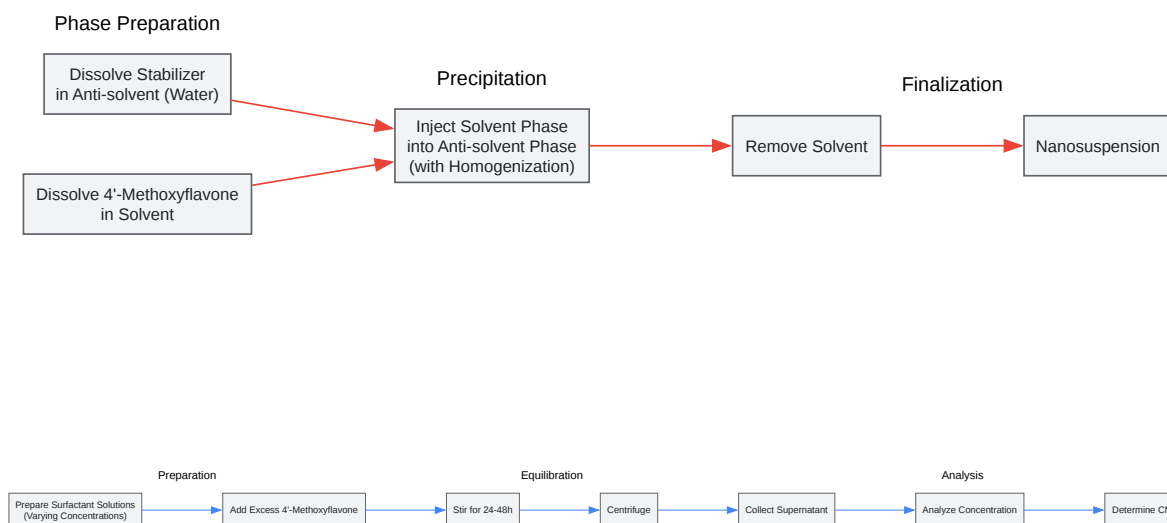 Phase Preparation
Dissolve Stabilizer
in Anti-solvent (Water)
Dissolve 4'-Methoxyflavone
in Solvent
Precipitation
Inject Solvent Phase
into Anti-solvent Phase
(with Homogenization)
Finalization
Remove Solvent
Nanosuspension
Preparation
Prepare Surfactant Solutions
(Varying Concentrations)
Add Excess 4'-Methoxyflavone
Equilibration
Stir for 24-48h
Centrifuge
Collect Supernatant
Analysis
Analyze Concentration
Determine